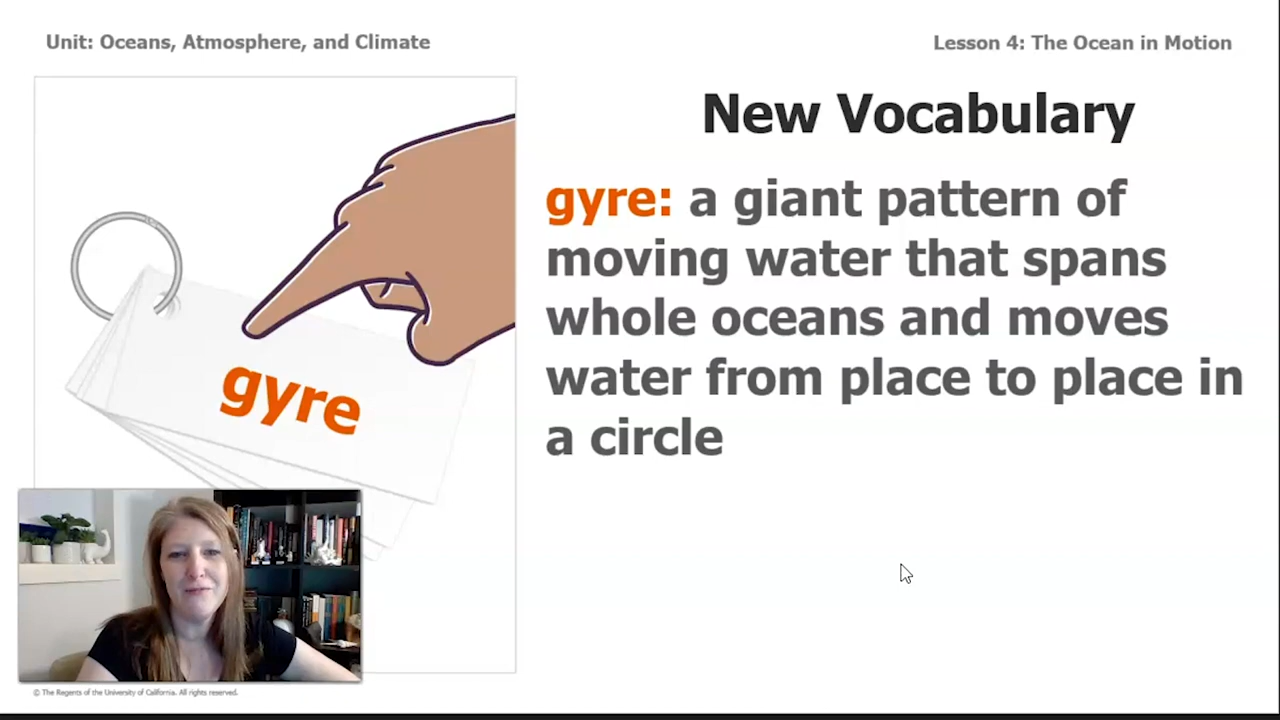 Unit: Oceans, Atmosphere, and Climate
Lesson 4: The Ocean in Motion
New Vocabulary
gyre: a giant pattern of
moving water that spans
whole oceans and moves
water from place to place in
a circle
gyre
© The Regents of the University of California. All rights reserved.